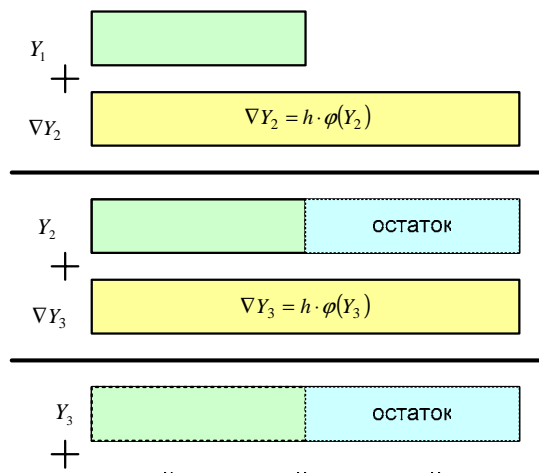 Y₁
+
∇Y₂
∇Y₂ = h · φ(Y₂)
Y₂
остаток
+
∇Y₃
∇Y₃ = h · φ(Y₃)
Y₃
остаток
+